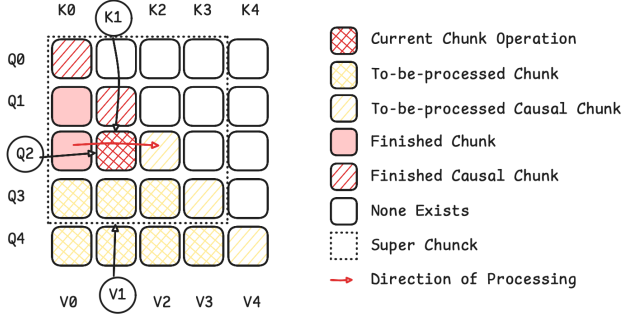 K0 K1 K2 K3 K4
Q0
Q1
Q2
Q3
Q4
V0 V1 V2 V3 V4
Current Chunk Operation
To-be-processed Chunk
To-be-processed Causal Chunk
Finished Chunk
Finished Causal Chunk
None Exists
Super Chunck
Direction of Processing